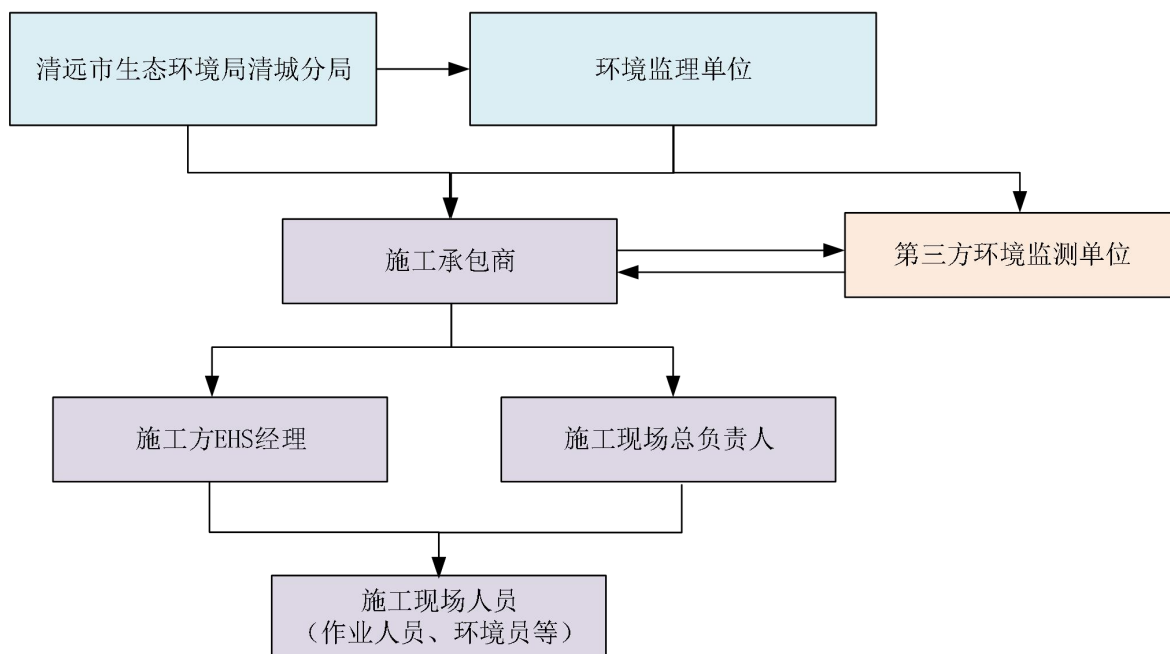 清远市生态环境局清城分局
环境监理单位
施工承包商
第三方环境监测单位
施工方EHS经理
施工现场总负责人
施工现场人员
（作业人员、环境员等）